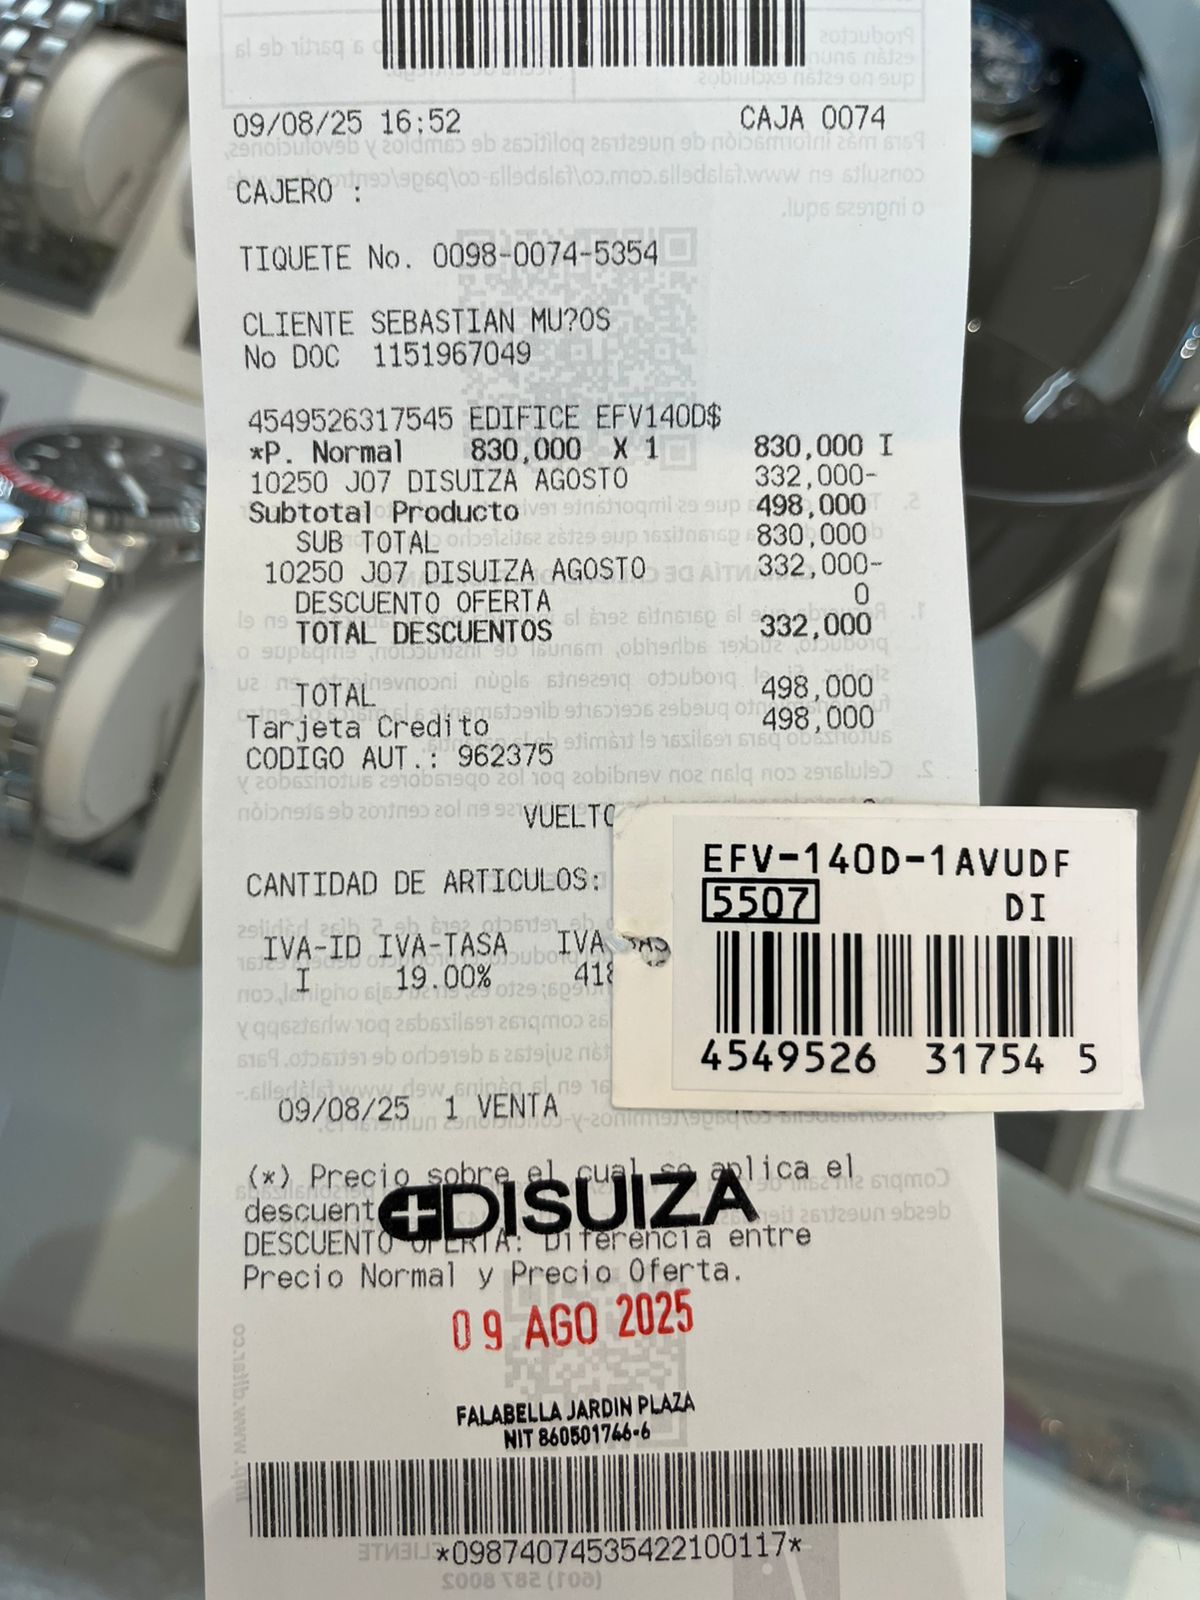 09/08/25 16:52 CAJA 0074
CAJERO :
TIQUETE No. 0098-0074-5354
CLIENTE SEBASTIAN MU?OS
No DOC 1151967049
4549526317545 EDIFICE EFV140D$
*P. Normal 830,000 X 1 830,000 I
10250 J07 DISUIZA AGOSTO 332,000-
Subtotal Producto 498,000
SUB TOTAL 830,000
10250 J07 DISUIZA AGOSTO 332,000-
DESCUENTO OFERTA 0
TOTAL DESCUENTOS 332,000
TOTAL 498,000
Tarjeta Credito 498,000
CODIGO AUT.: 962375
VUELTO
CANTIDAD DE ARTICULOS:
IVA-ID IVA-TASA IVA
I 19.00% 418
09/08/25 1 VENTA
EFV-140D-1AVUDF
5507 DI
4549526 31754 5
(*) Precio sobre el cual se aplica el
descuent
DISUIZA
DESCUENTO OFERTA: Diferencia entre
Precio Normal y Precio Oferta.
09 AGO 2025
FALABELLA JARDIN PLAZA
NIT 860501746-6
*09874074535422100117*